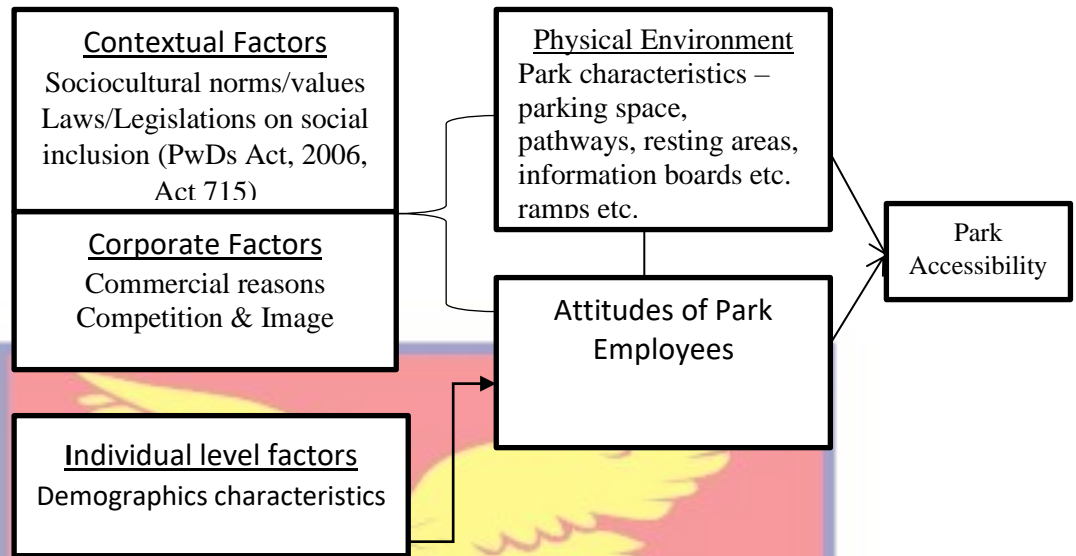 Contextual Factors
Sociocultural norms/values
Laws/Legislations on social
inclusion (PwDs Act, 2006,
Act 715)
Corporate Factors
Commercial reasons
Competition & Image
Individual level factors
Demographics characteristics
Physical Environment
Park characteristics –
parking space,
pathways, resting areas,
information boards etc.
ramps etc.
Attitudes of Park
Employees
Park
Accessibility